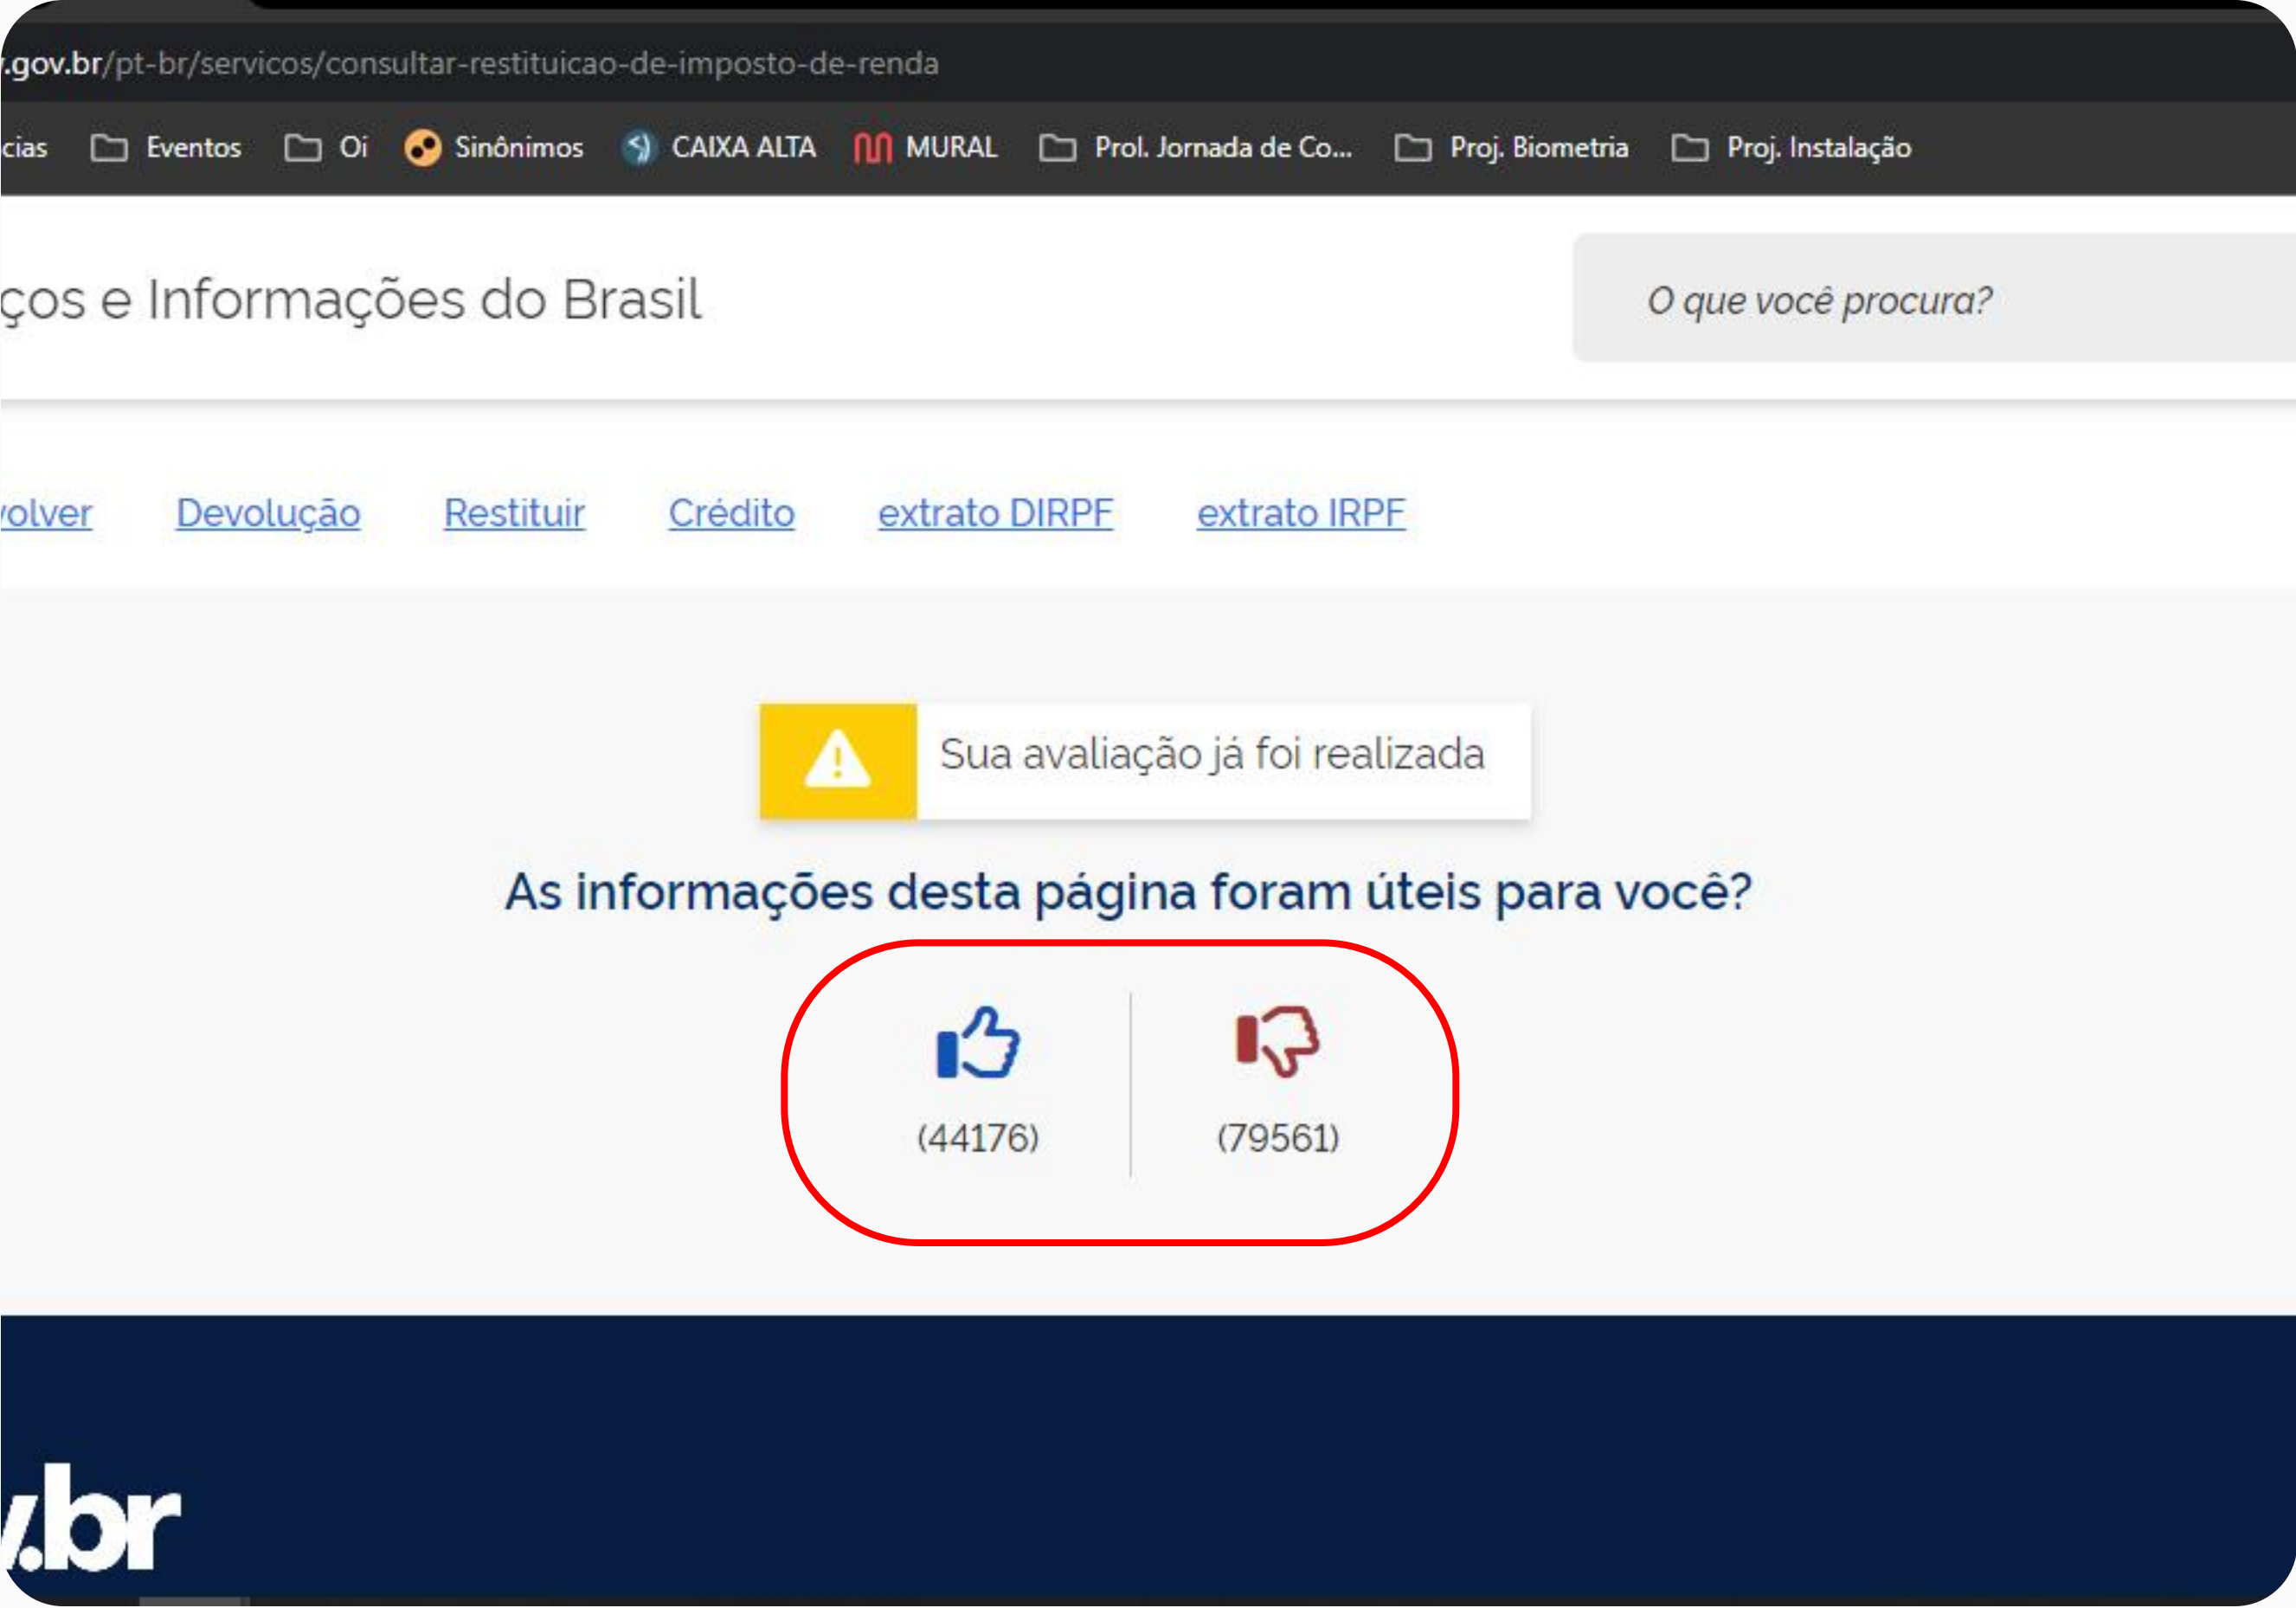 .gov.br/pt-br/servicos/consultar-restituicao-de-imposto-de-renda
cias Eventos Oi Sinônimos CAIXA ALTA MURAL Prol. Jornada de Co... Proj. Biometria Proj. Instalação
ços e Informações do Brasil O que você procura?
volver Devolução Restituir Crédito extrato DIRPF extrato IRPF
Sua avaliação já foi realizada
As informações desta página foram úteis para você?
(44176) (79561)
v.br